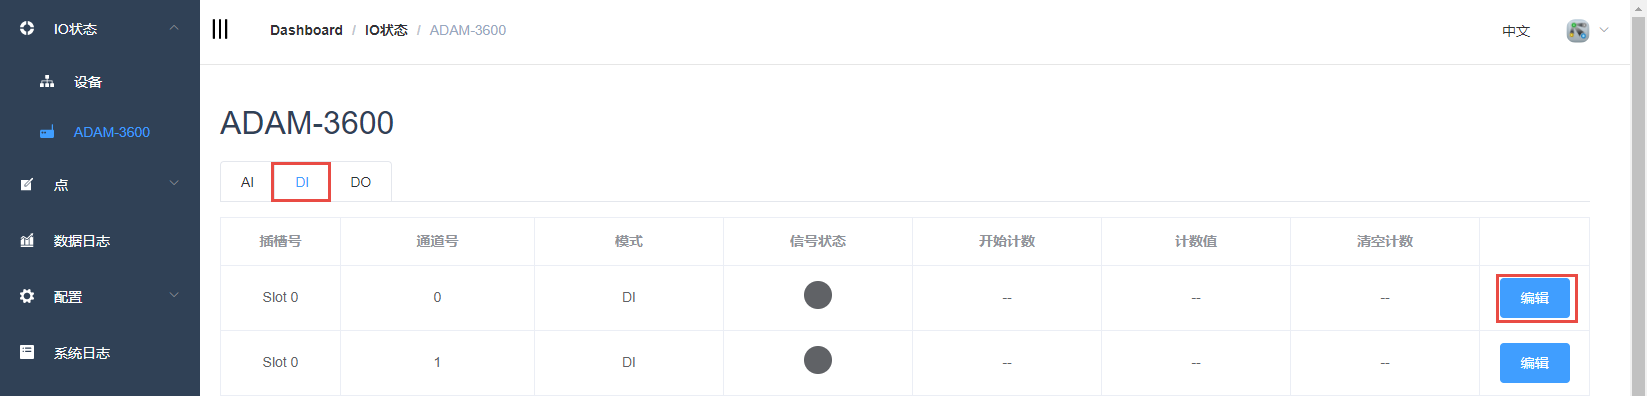 IO状态
设备
ADAM-3600
点
数据日志
配置
系统日志
Dashboard / IO状态 / ADAM-3600
中文
ADAM-3600
AI DI DO
插槽号 通道号 模式 信号状态 开始计数 计数值 清空计数
Slot 0 0 DI -- -- -- 编辑
Slot 0 1 DI -- -- -- 编辑